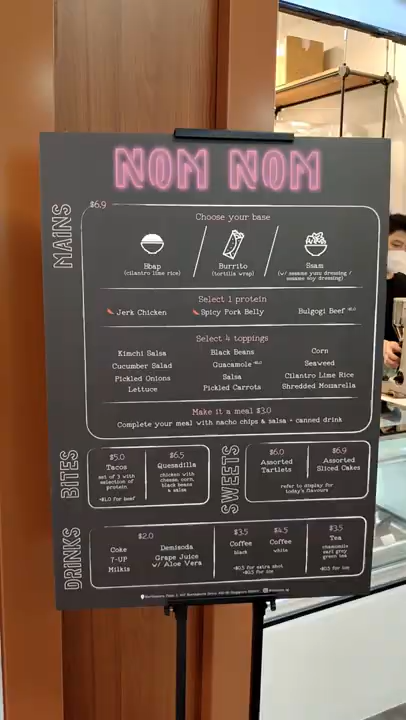 NOM NOM
MAINS
$6.9
Choose your base
Bbap
(cilantro lime rice)
Burrito
(tortilla wrap)
Ssam
(w/ sesame yuzu dressing /
sesame soy dressing)
Select 1 protein
Jerk Chicken
Spicy Pork Belly
Bulgogi Beef
Select 4 toppings
Kimchi Salsa
Cucumber Salad
Pickled Onions
Lettuce
Black Beans
Guacamole
Salsa
Pickled Carrots
Corn
Seaweed
Cilantro Lime Rice
Shredded Mozzarella
Make it a meal $3.0
Complete your meal with nacho chips & salsa + canned drink
BITES
$5.0
Tacos
set of 3 with
selection of
protein
+$1.0 for beef
$6.5
Quesadilla
chicken with
cheese, corn,
black beans
& salsa
SWEETS
$6.0
Assorted
Tartlets
$6.9
Assorted
Sliced Cakes
refer to display for
today's flavours
DRINKS
$2.0
Coke
7-UP
Milkis
Demisoda
Grape Juice
w/ Aloe Vera
$3.5
Coffee
black
$4.5
Coffee
white
+$0.5 for extra shot
+$0.5 for ice
$3.5
Tea
chamomile
earl grey
green tea
+$0.5 for ice